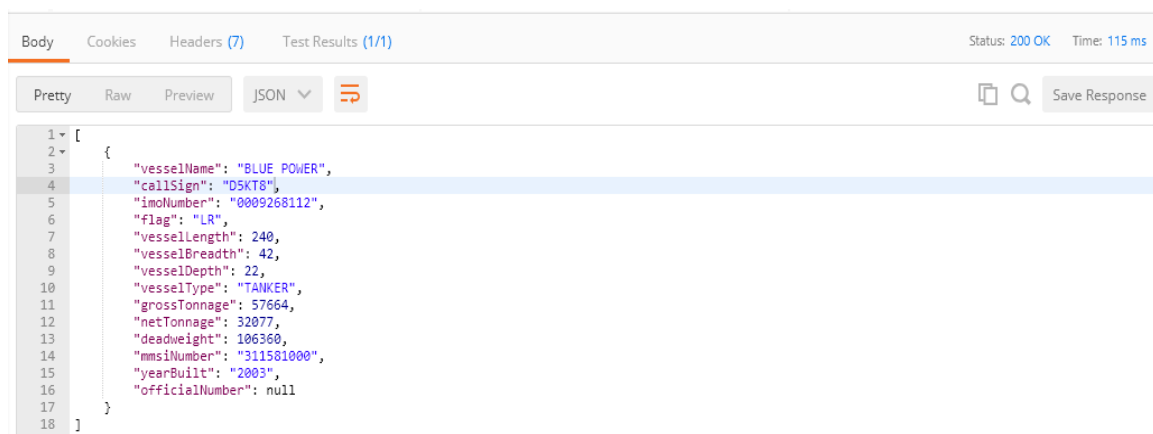 Body Cookies Headers (7) Test Results (1/1) Status: 200 OK Time: 115 ms
Pretty Raw Preview JSON Save Response
1 [
2 {
3 "vesselName": "BLUE POWER",
4 "callSign": "D5KT8",
5 "imoNumber": "0009268112",
6 "flag": "LR",
7 "vesselLength": 240,
8 "vesselBreadth": 42,
9 "vesselDepth": 22,
10 "vesselType": "TANKER",
11 "grossTonnage": 57664,
12 "netTonnage": 32077,
13 "deadweight": 106360,
14 "mmsiNumber": "311581000",
15 "yearBuilt": "2003",
16 "officialNumber": null
17 }
18 ]